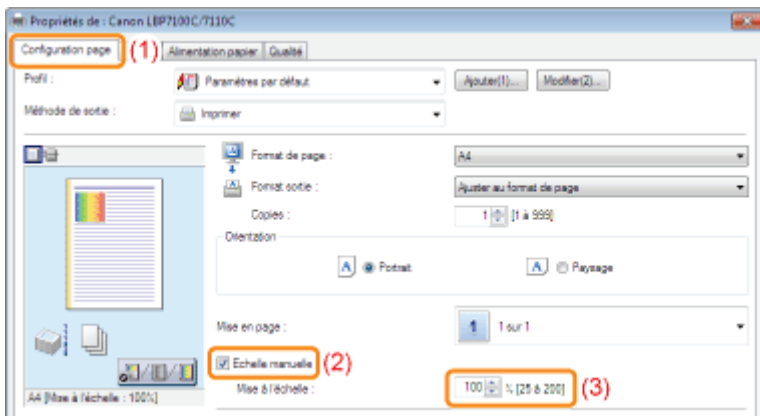 Propriétés de : Canon LBP7100C/7110C
Configuration page (1) Alimentation papier Qualité
Profil : Paramètres par défaut Ajouter(1)... Modifier(2)...
Méthode de sortie : Imprimer
Format de page : A4
Format sortie : Ajuster au format de page
Copies : 1 [1 à 999]
Orientation
A Portrait A Paysage
Mise en page : 1 1 sur 1
Echelle manuelle (2)
Mise à l'échelle : 100 % [25 à 200] (3)
A4 [Mise à l'échelle : 100%]